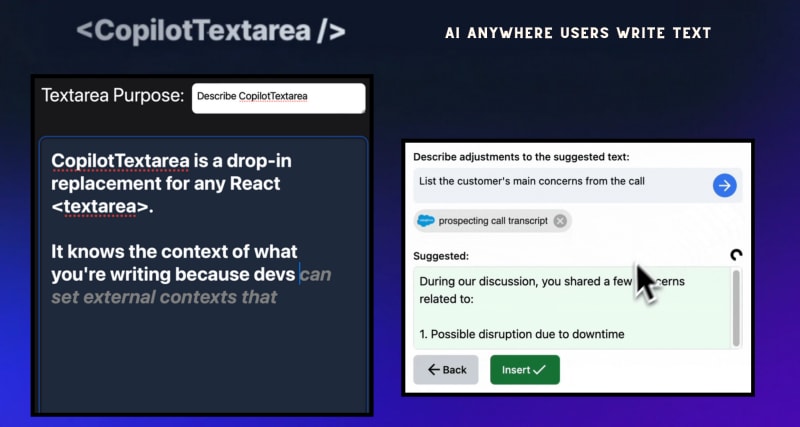 <CopilotTextarea />
AI ANYWHERE USERS WRITE TEXT
Textarea Purpose:
Describe CopilotTextarea
CopilotTextarea is a drop-in
replacement for any React
<textarea>.
It knows the context of what
you're writing because devs can
set external contexts that
Describe adjustments to the suggested text:
List the customer's main concerns from the call
prospecting call transcript
Suggested:
During our discussion, you shared a few
related to:
1. Possible disruption due to downtime
Back
Insert